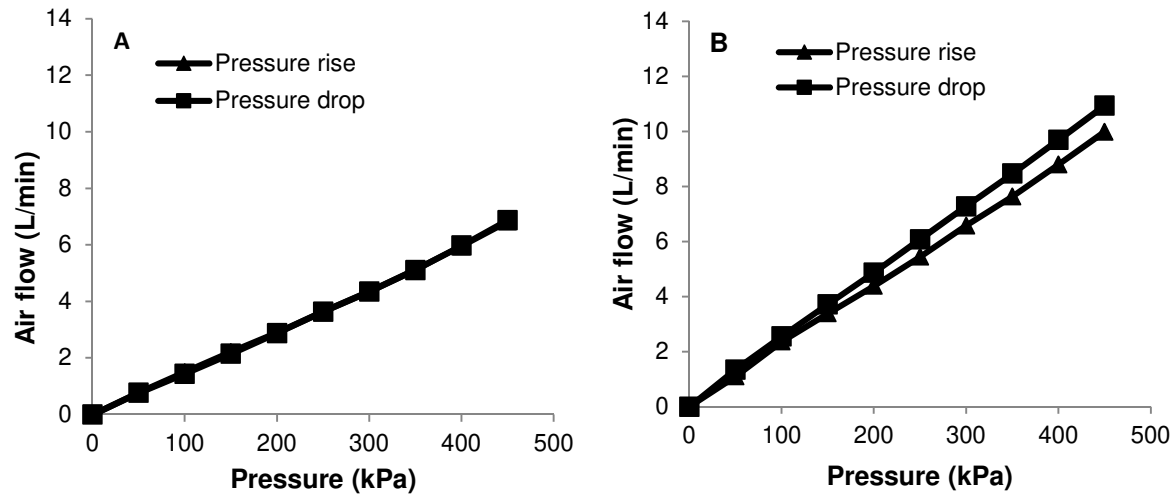 A
Pressure rise
Pressure drop
14
12
10
8
6
4
2
0
0 100 200 300 400 500
Air flow (L/min)
Pressure (kPa)
B
Pressure rise
Pressure drop
14
12
10
8
6
4
2
0
0 100 200 300 400 500
Air flow (L/min)
Pressure (kPa)